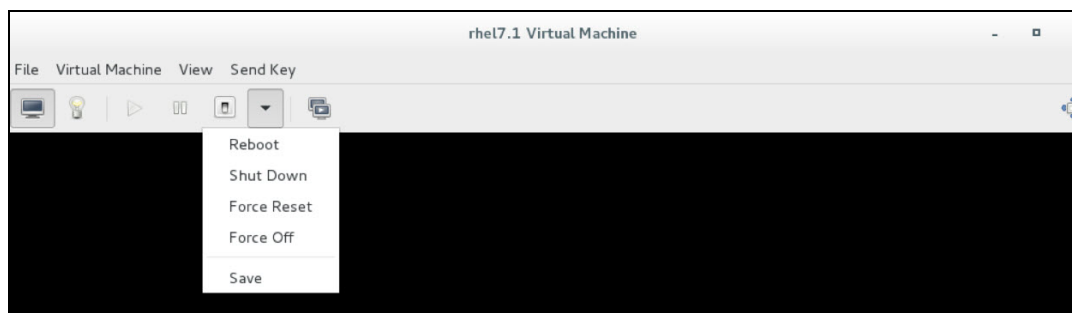 rhel7.1 Virtual Machine
File Virtual Machine View Send Key
Reboot
Shut Down
Force Reset
Force Off
Save